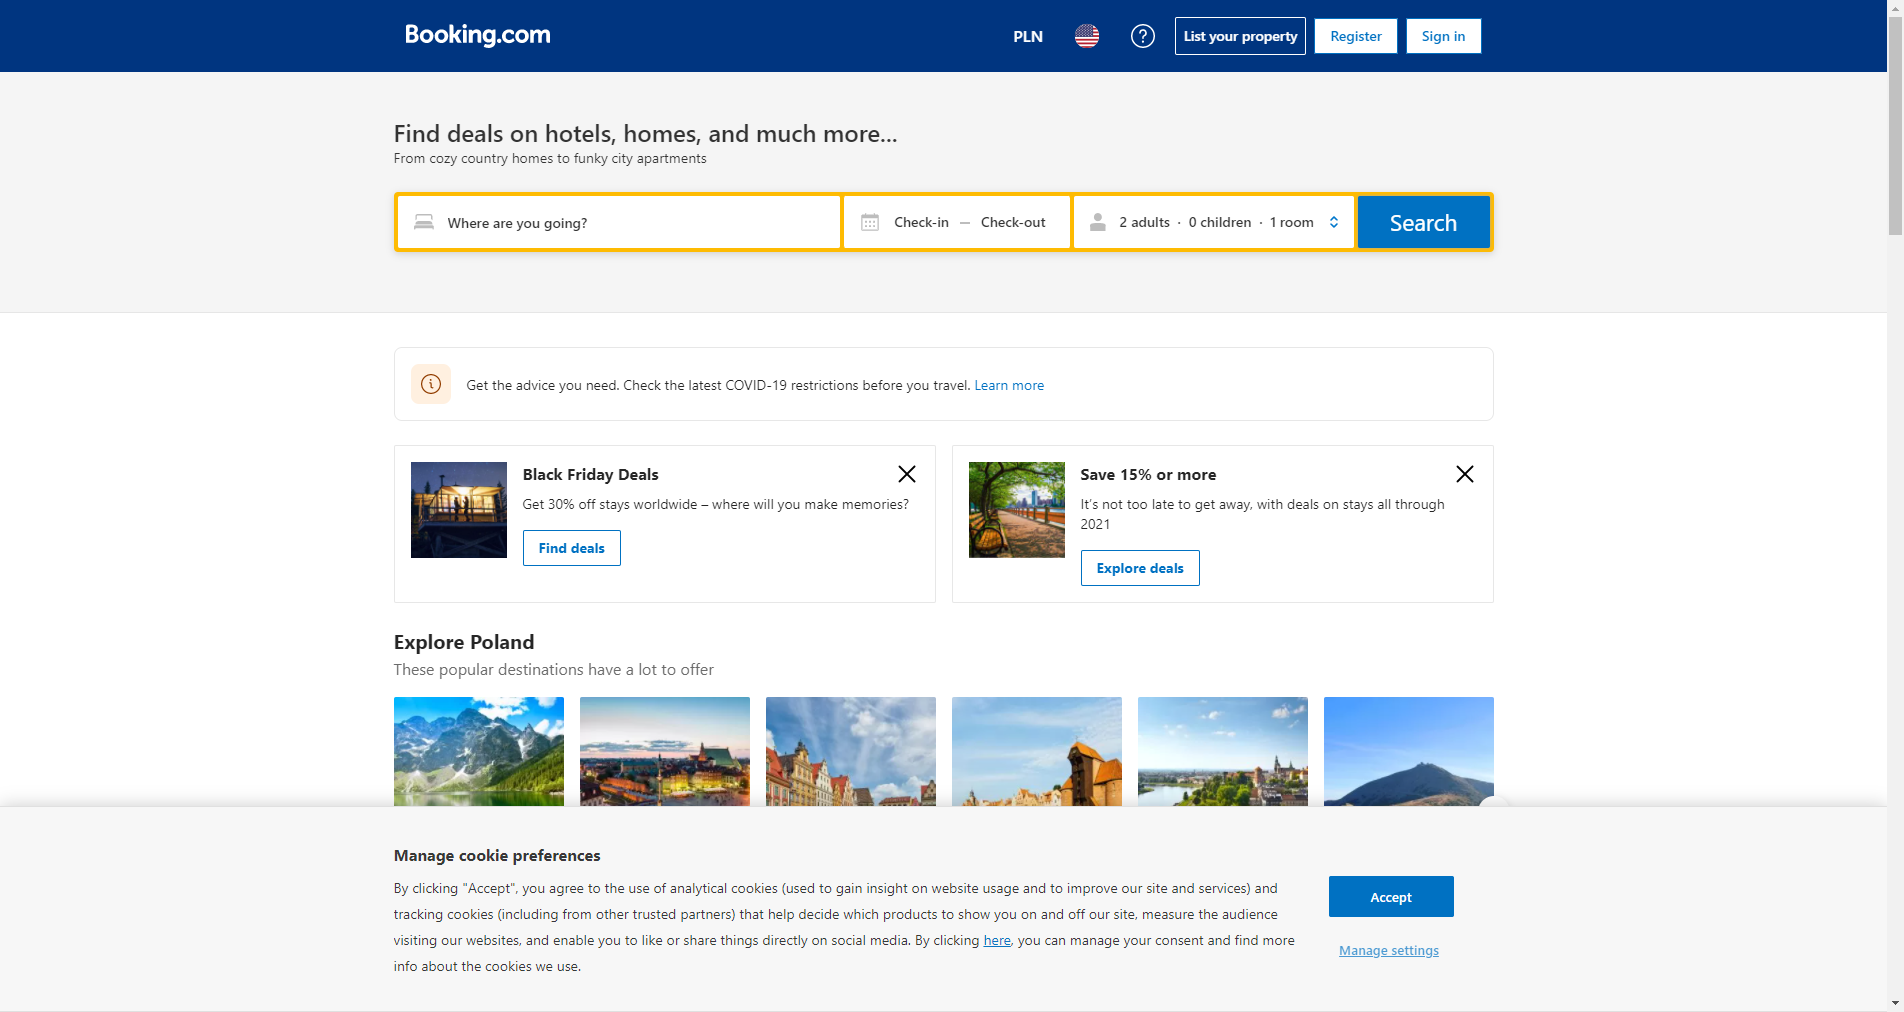 Booking.com
PLN
List your property
Register
Sign in
Find deals on hotels, homes, and much more...
From cozy country homes to funky city apartments
Where are you going?
Check-in — Check-out
2 adults · 0 children · 1 room
Search
Get the advice you need. Check the latest COVID-19 restrictions before you travel. Learn more
Black Friday Deals
Get 30% off stays worldwide – where will you make memories?
Find deals
Save 15% or more
It's not too late to get away, with deals on stays all through
2021
Explore deals
Explore Poland
These popular destinations have a lot to offer
Manage cookie preferences
By clicking "Accept", you agree to the use of analytical cookies (used to gain insight on website usage and to improve our site and services) and
tracking cookies (including from other trusted partners) that help decide which products to show you on and off our site, measure the audience
visiting our websites, and enable you to like or share things directly on social media. By clicking here, you can manage your consent and find more
info about the cookies we use.
Accept
Manage settings